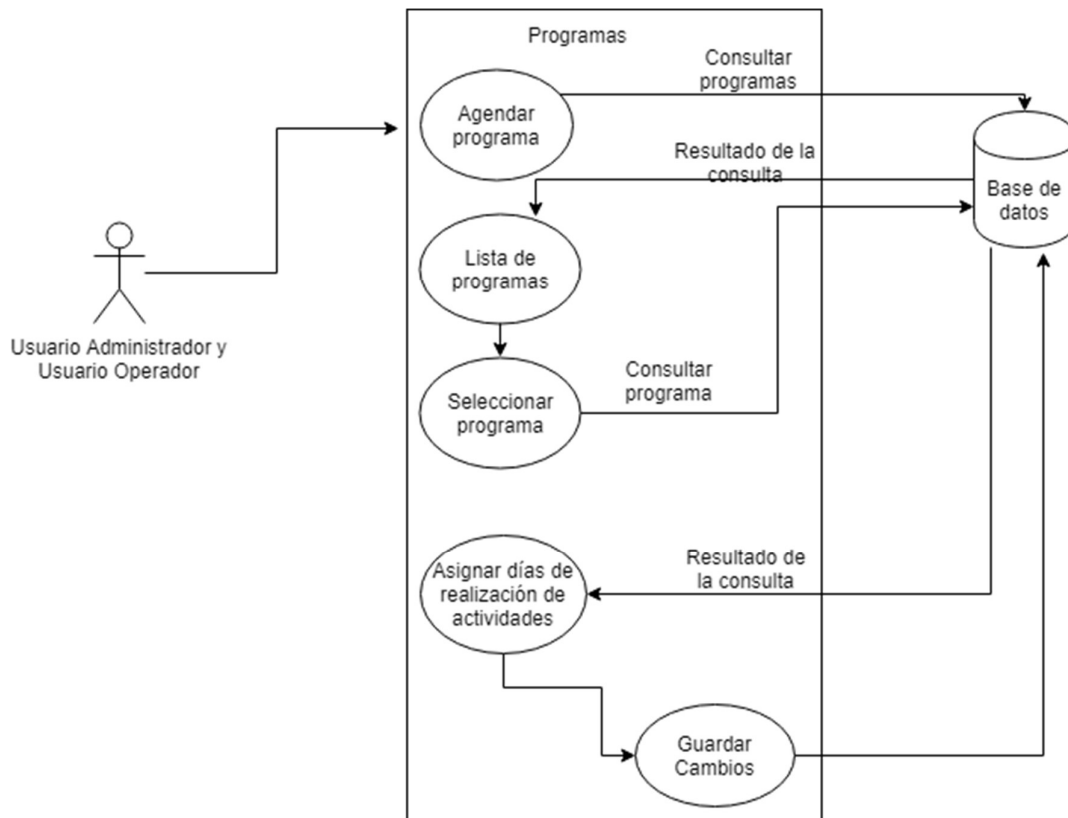 Programas
Consultar
programas
Agendar
programa
Resultado de la
consulta
Base de
datos
Lista de
programas
Usuario Administrador y
Usuario Operador
Consultar
programa
Seleccionar
programa
Resultado de
la consulta
Asignar días de
realización de
actividades
Guardar
Cambios